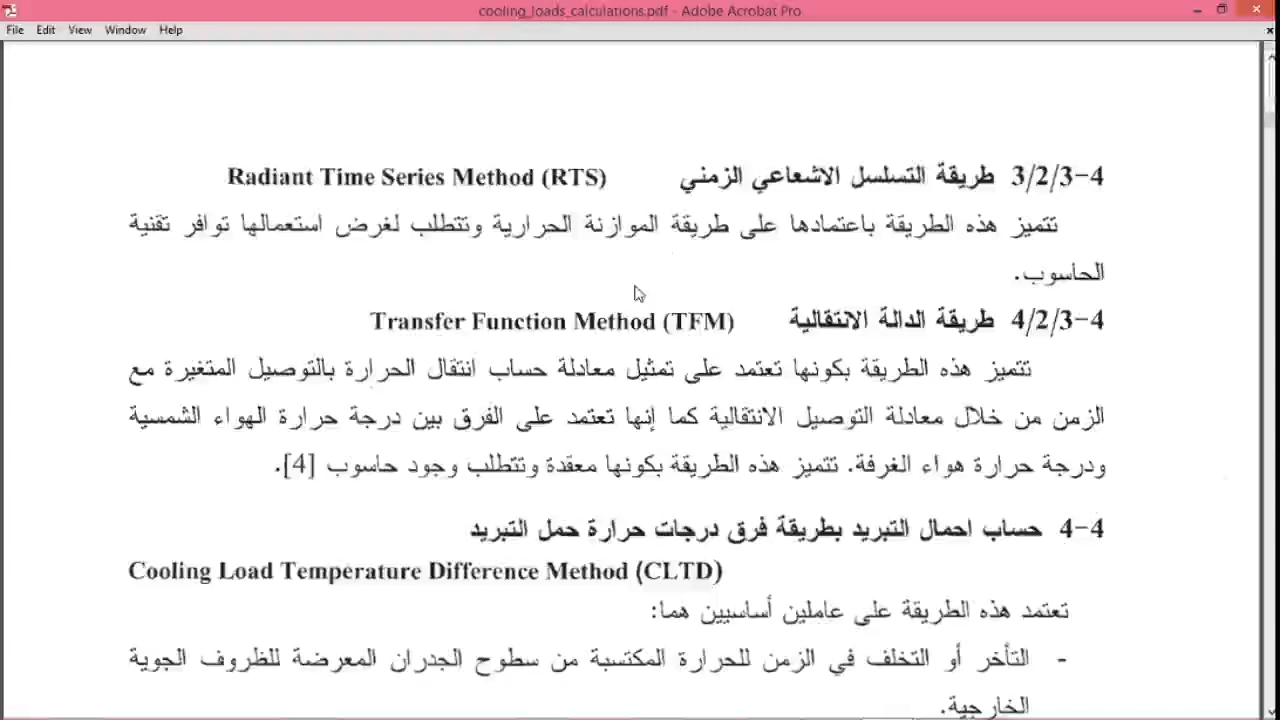 cooling_loads_calculations.pdf - Adobe Acrobat Pro
File Edit View Window Help
3/2/3-4 طريقة التسلسل الاشعاعي الزمني Radiant Time Series Method (RTS)
تتميز هذه الطريقة باعتمادها على طريقة الموازنة الحرارية وتتطلب لغرض استعمالها توافر تقنية
الحاسوب.
4/2/3-4 طريقة الدالة الانتقالية Transfer Function Method (TFM)
تتميز هذه الطريقة بكونها تعتمد على تمثيل معادلة حساب انتقال الحرارة بالتوصيل المتغيرة مع
الزمن من خلال معادلة التوصيل الانتقالية كما إنها تعتمد على الفرق بين درجة حرارة الهواء الشمسية
ودرجة حرارة هواء الغرفة. تتميز هذه الطريقة بكونها معقدة وتتطلب وجود حاسوب [4].
4-4 حساب احمال التبريد بطريقة فرق درجات حرارة حمل التبريد
Cooling Load Temperature Difference Method (CLTD)
تعتمد هذه الطريقة على عاملين أساسيين هما:
- التأخر أو التخلف في الزمن للحرارة المكتسبة من سطوح الجدران المعرضة للظروف الجوية
الخارجية.